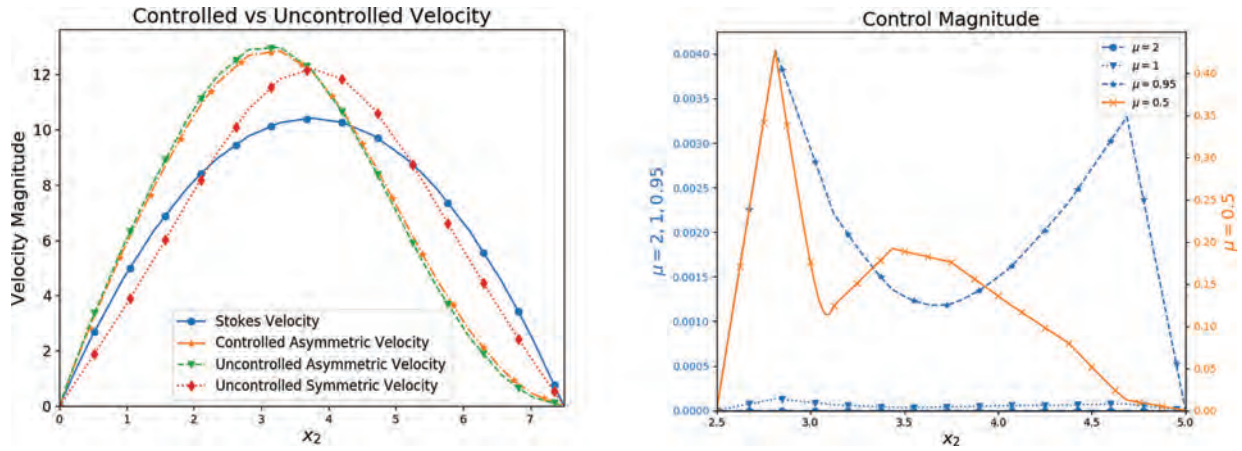 Controlled vs Uncontrolled Velocity
Velocity Magnitude
12
10
8
6
4
2
0
Stokes Velocity
Controlled Asymmetric Velocity
Uncontrolled Asymmetric Velocity
Uncontrolled Symmetric Velocity
0 1 2 3 4 5 6 7
x₂
Control Magnitude
μ = 2, 1, 0.95
0.0040
0.0035
0.0030
0.0025
0.0020
0.0015
0.0010
0.0005
0.0000
μ = 2
μ = 1
μ = 0.95
μ = 0.5
0.40
0.35
0.30
0.25
0.20
0.15
0.10
0.05
0.00
μ = 0.5
2.5 3.0 3.5 4.0 4.5 5.0
x₂